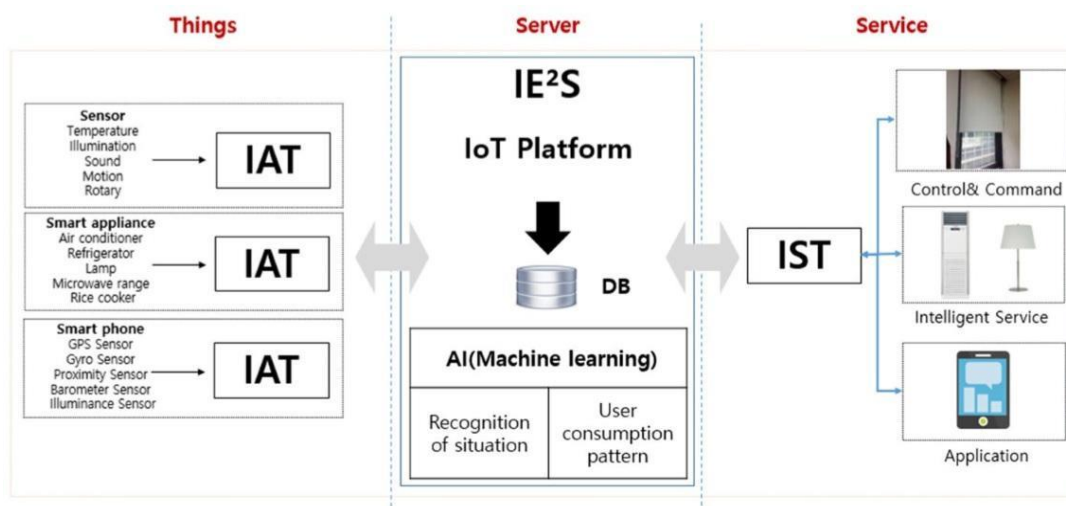 Things
Server
Service
Sensor
Temperature
Illumination
Sound
Motion
Rotary
IAT
Smart appliance
Air conditioner
Refrigerator
Lamp
Microwave range
Rice cooker
IAT
Smart phone
GPS Sensor
Gyro Sensor
Proximity Sensor
Barometer Sensor
Illuminance Sensor
IAT
IE²S
IoT Platform
DB
AI(Machine learning)
Recognition
of situation
User
consumption
pattern
IST
Control& Command
Intelligent Service
Application